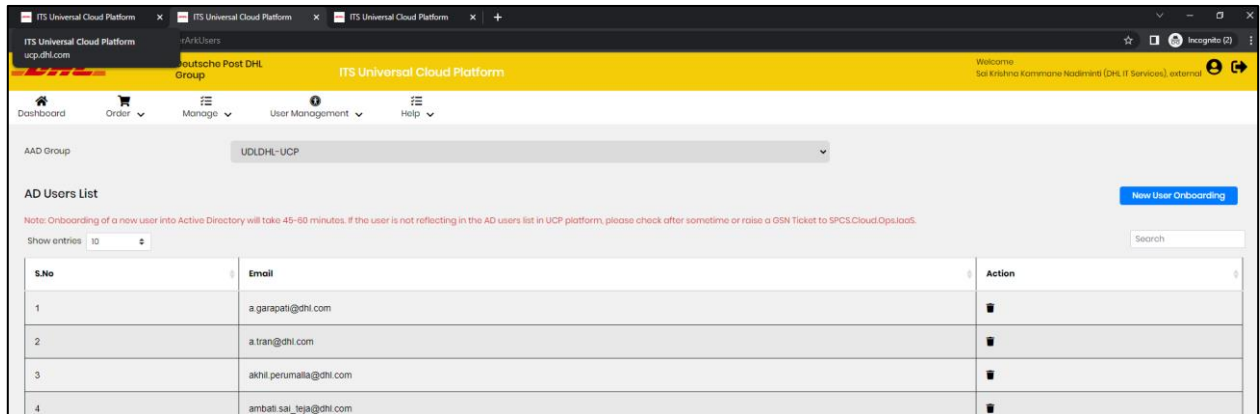 ITS Universal Cloud Platform ITS Universal Cloud Platform ITS Universal Cloud Platform
ITS Universal Cloud Platform
ucp.dhl.com
rArkUsers
Incognito (2)
Deutsche Post DHL
Group
ITS Universal Cloud Platform
Welcome
Sai Krishna Kammane Nadiminti (DHL IT Services), external
Dashboard Order Manage User Management Help
AAD Group UDLDHL-UCP
AD Users List New User Onboarding
Note: Onboarding of a new user into Active Directory will take 45-60 minutes. If the user is not reflecting in the AD users list in UCP platform, please check after sometime or raise a GSN Ticket to SPCS.Cloud.Ops.IaaS.
Show entries 10 Search
S.No Email Action
1 a.garapati@dhl.com
2 a.tran@dhl.com
3 akhil.perumalla@dhl.com
4 ambati.sai_teja@dhl.com